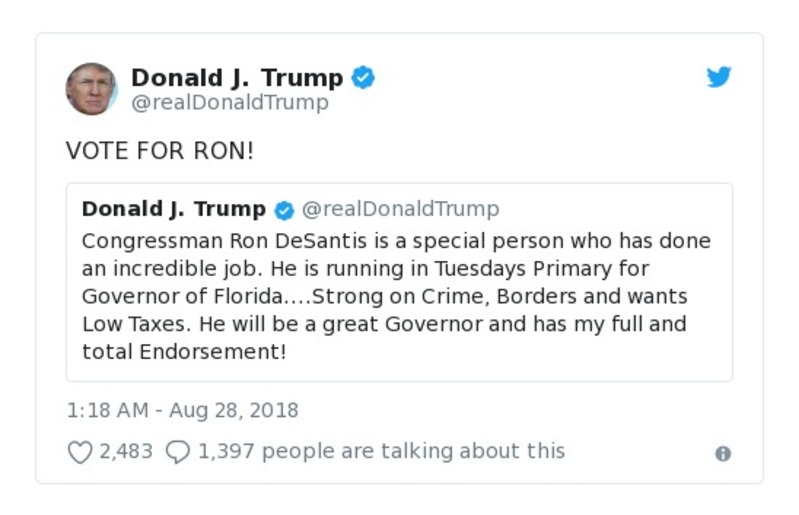 Donald J. Trump
@realDonaldTrump
VOTE FOR RON!
Donald J. Trump @realDonaldTrump
Congressman Ron DeSantis is a special person who has done
an incredible job. He is running in Tuesdays Primary for
Governor of Florida....Strong on Crime, Borders and wants
Low Taxes. He will be a great Governor and has my full and
total Endorsement!
1:18 AM - Aug 28, 2018
2,483 1,397 people are talking about this